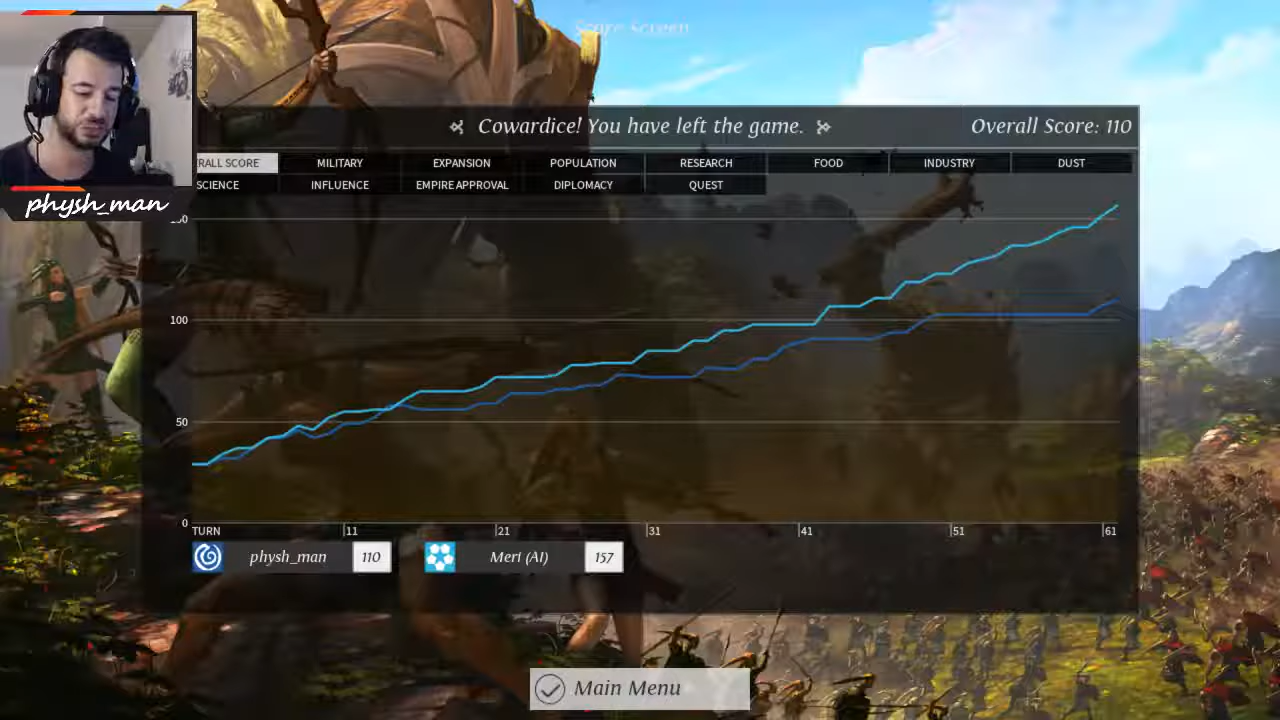 Score Screen
Cowardice! You have left the game.
Overall Score: 110
RALL SCORE MILITARY EXPANSION POPULATION RESEARCH FOOD INDUSTRY DUST
SCIENCE INFLUENCE EMPIRE APPROVAL DIPLOMACY QUEST
physh_man
100
50
0
TURN 11 21 31 41 51 61
physh_man 110 Meri (AI) 157
Main Menu